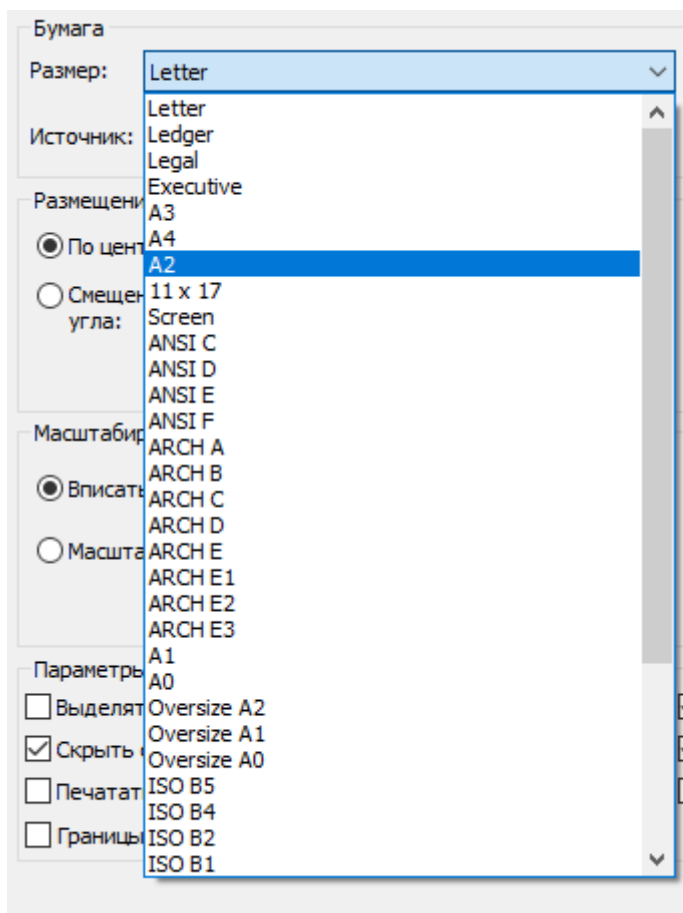 Бумага
Размер:
Letter
Letter
Источник:
Ledger
Legal
Executive
A3
A4
A2
11 x 17
Screen
ANSI C
ANSI D
ANSI E
ANSI F
ARCH A
ARCH B
ARCH C
ARCH D
ARCH E
ARCH E1
ARCH E2
ARCH E3
A1
A0
Oversize A2
Oversize A1
Oversize A0
ISO B5
ISO B4
ISO B2
ISO B1
Размещени
По цент
Смещен
угла:
Масштабир
Вписать
Масшта
Параметры
Выделят
Скрыть
Печатат
Границы